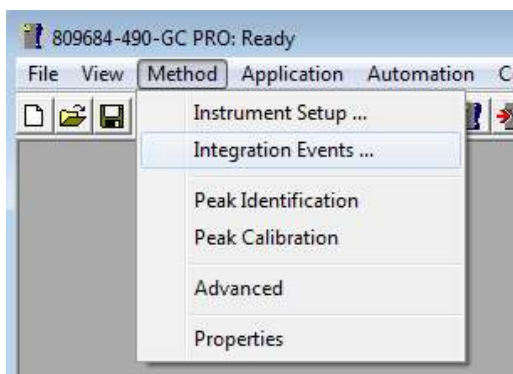 809684-490-GC PRO: Ready
File View Method Application Automation C
Instrument Setup ...
Integration Events ...
Peak Identification
Peak Calibration
Advanced
Properties